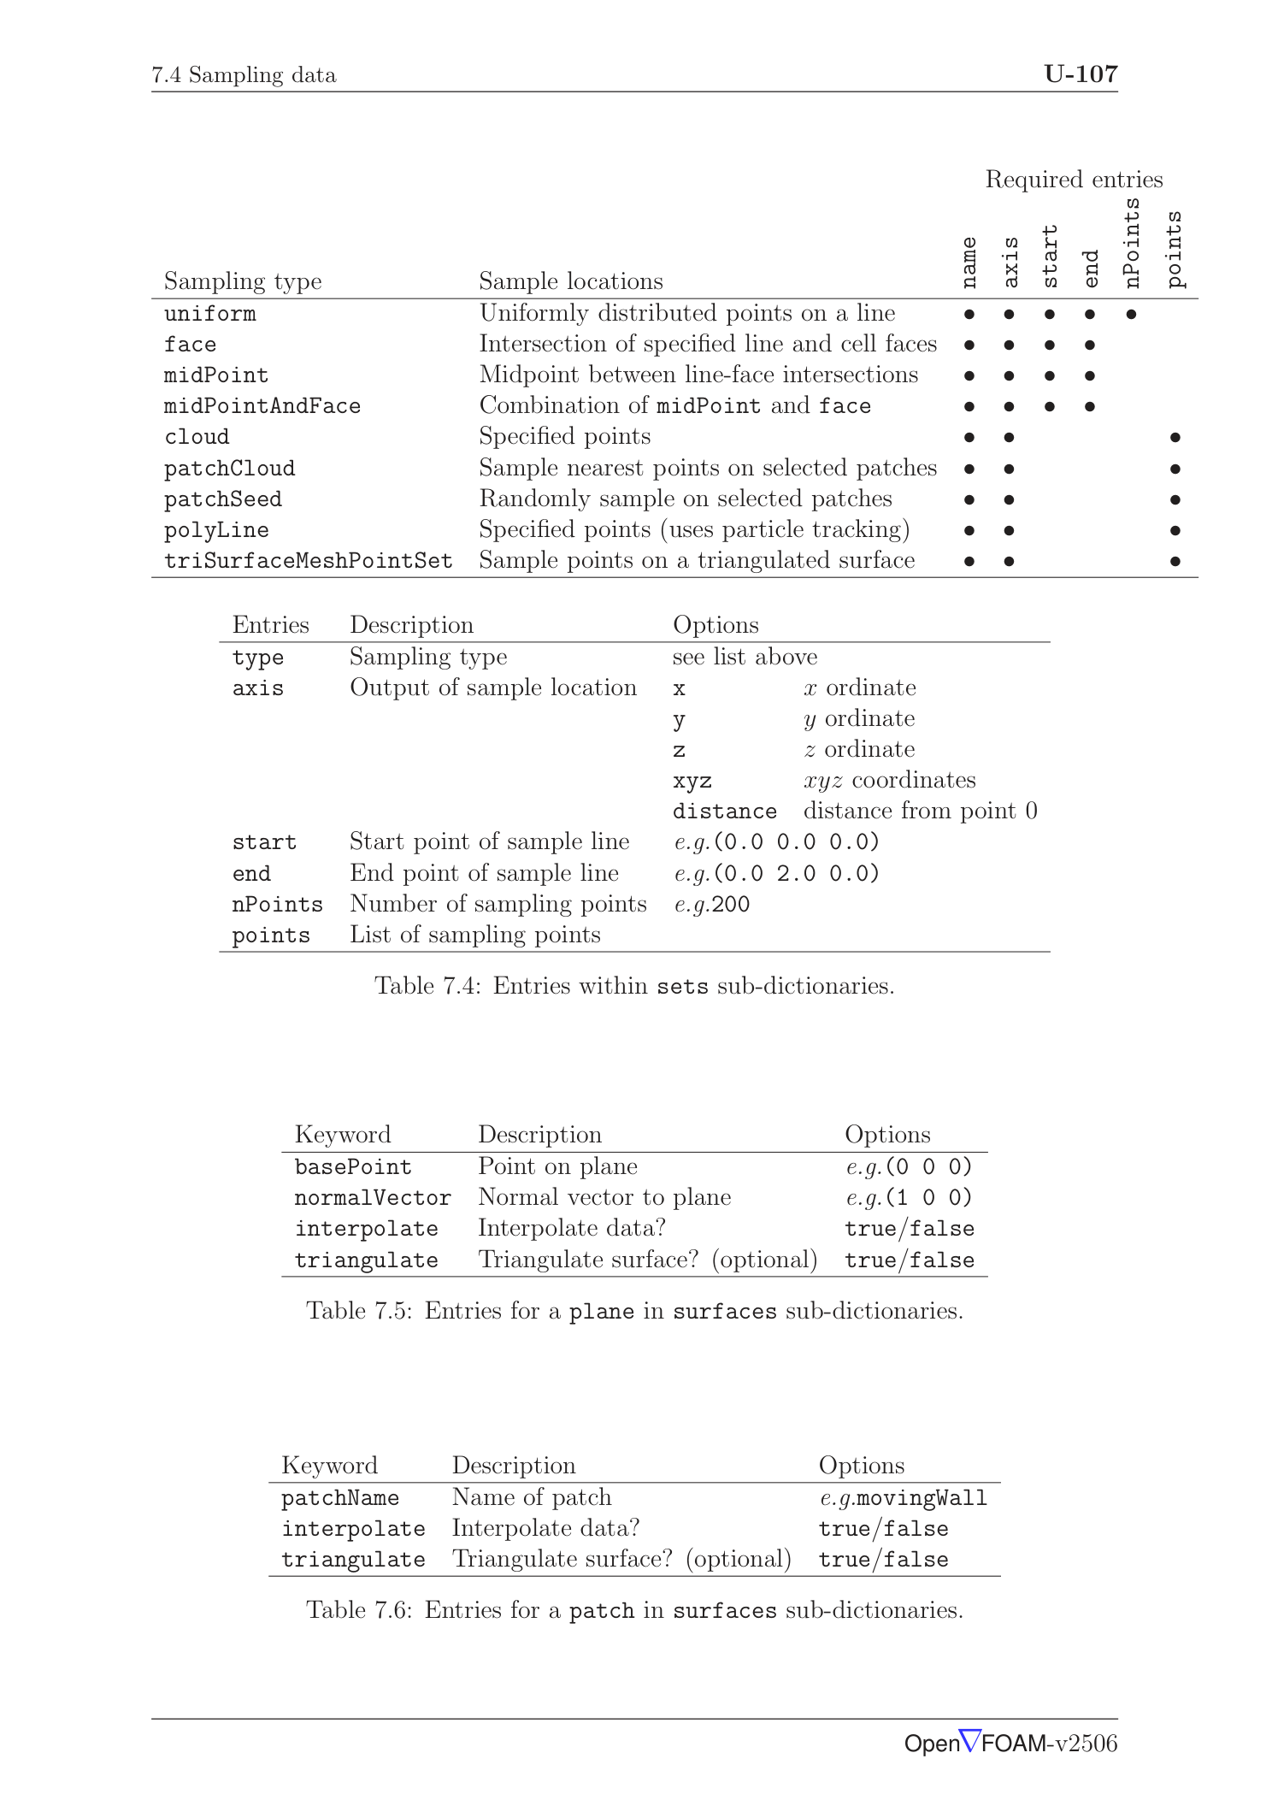 7.4 Sampling data U-107
Required entries
Sampling type Sample locations name axis start end nPoints points
uniform Uniformly distributed points on a line • • • • •
face Intersection of specified line and cell faces • • • •
midPoint Midpoint between line-face intersections • • • •
midPointAndFace Combination of midPoint and face • • • •
cloud Specified points • • •
patchCloud Sample nearest points on selected patches • • •
patchSeed Randomly sample on selected patches • • •
polyLine Specified points (uses particle tracking) • • •
triSurfaceMeshPointSet Sample points on a triangulated surface • • •
Entries Description Options
type Sampling type see list above
axis Output of sample location x x ordinate
y y ordinate
z z ordinate
xyz xyz coordinates
distance distance from point 0
start Start point of sample line e.g.(0.0 0.0 0.0)
end End point of sample line e.g.(0.0 2.0 0.0)
nPoints Number of sampling points e.g.200
points List of sampling points
Table 7.4: Entries within sets sub-dictionaries.
Keyword Description Options
basePoint Point on plane e.g.(0 0 0)
normalVector Normal vector to plane e.g.(1 0 0)
interpolate Interpolate data? true/false
triangulate Triangulate surface? (optional) true/false
Table 7.5: Entries for a plane in surfaces sub-dictionaries.
Keyword Description Options
patchName Name of patch e.g.movingWall
interpolate Interpolate data? true/false
triangulate Triangulate surface? (optional) true/false
Table 7.6: Entries for a patch in surfaces sub-dictionaries.
Open▽FOAM-v2506